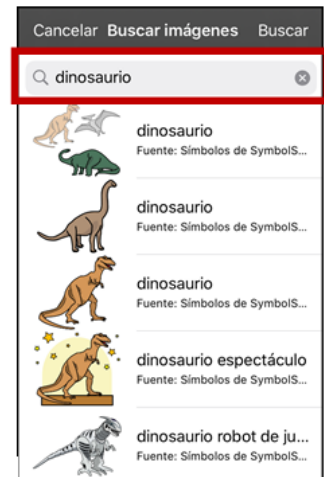 Cancelar Buscar imágenes Buscar
dinosaurio
dinosaurio
Fuente: Símbolos de SymbolS...
dinosaurio
Fuente: Símbolos de SymbolS...
dinosaurio
Fuente: Símbolos de SymbolS...
dinosaurio espectáculo
Fuente: Símbolos de SymbolS...
dinosaurio robot de ju...
Fuente: Símbolos de SymbolS...